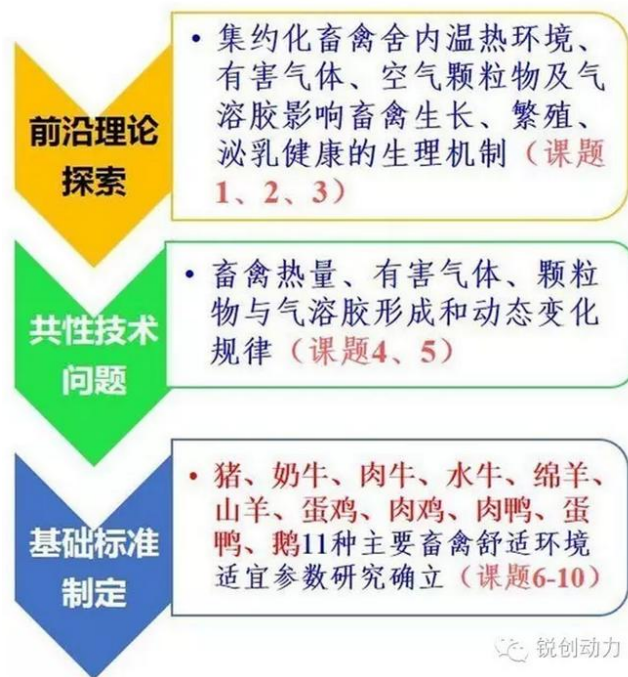 前沿理论
探索
• 集约化畜禽舍内温热环境、
有害气体、空气颗粒物及气
溶胶影响畜禽生长、繁殖、
泌乳健康的生理机制（课题
1、2、3）
共性技术
问题
• 畜禽热量、有害气体、颗粒
物与气溶胶形成和动态变化
规律（课题4、5）
基础标准
制定
• 猪、奶牛、肉牛、水牛、绵羊、
山羊、蛋鸡、肉鸡、肉鸭、蛋
鸭、鹅11种主要畜禽舒适环境
适宜参数研究确立（课题6-10）
锐创动力